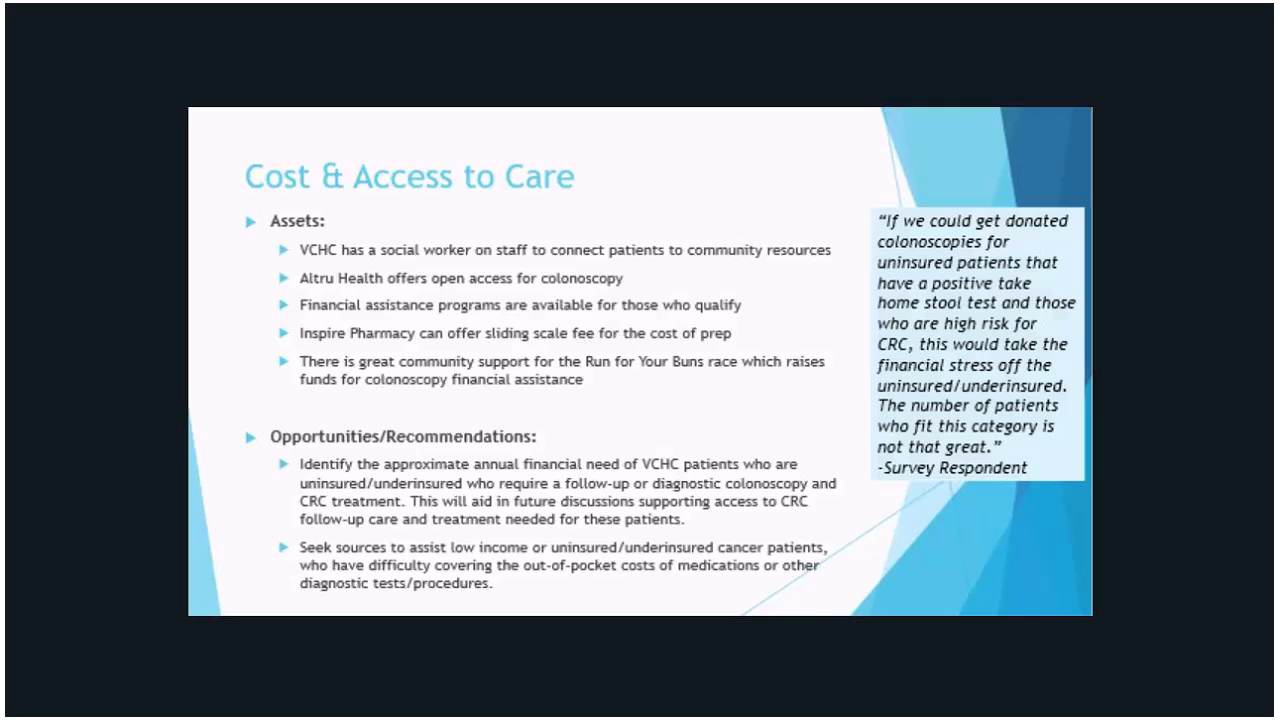 Cost & Access to Care
Assets:
VCHC has a social worker on staff to connect patients to community resources
Altru Health offers open access for colonoscopy
Financial assistance programs are available for those who qualify
Inspire Pharmacy can offer sliding scale fee for the cost of prep
There is great community support for the Run for Your Buns race which raises
funds for colonoscopy financial assistance
Opportunities/Recommendations:
Identify the approximate annual financial need of VCHC patients who are
uninsured/underinsured who require a follow-up or diagnostic colonoscopy and
CRC treatment. This will aid in future discussions supporting access to CRC
follow-up care and treatment needed for these patients.
Seek sources to assist low income or uninsured/underinsured cancer patients,
who have difficulty covering the out-of-pocket costs of medications or other
diagnostic tests/procedures.
“If we could get donated
colonoscopies for
uninsured patients that
have a positive take
home stool test and those
who are high risk for
CRC, this would take the
financial stress off the
uninsured/underinsured.
The number of patients
who fit this category is
not that great.”
-Survey Respondent